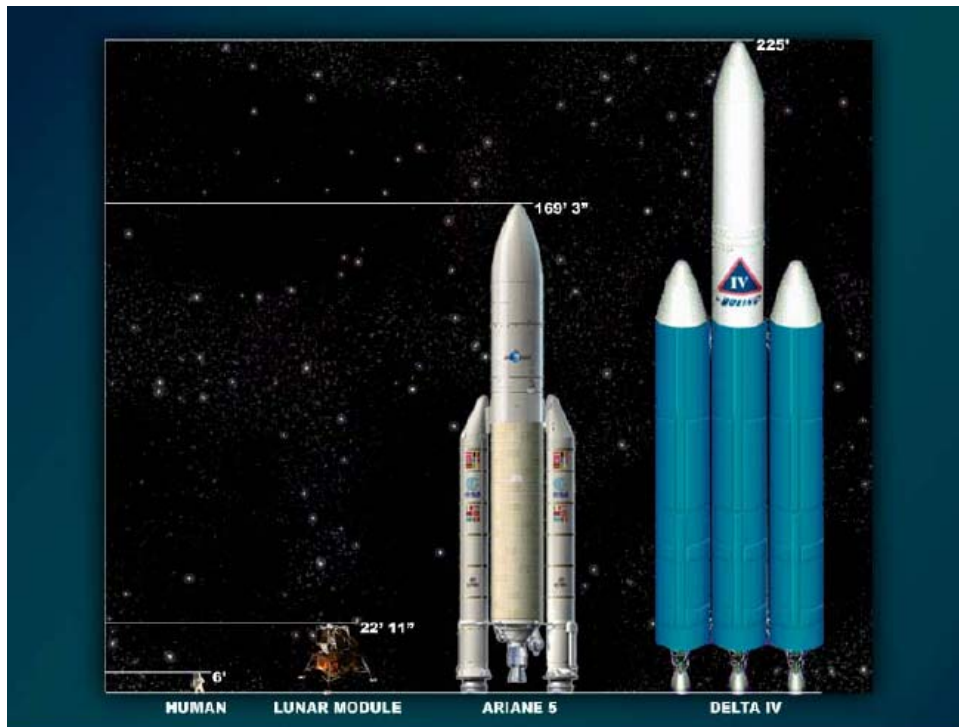 225'
169' 3"
IV
BOEING
22' 11"
6'
HUMAN
LUNAR MODULE
ARIANE 5
DELTA IV